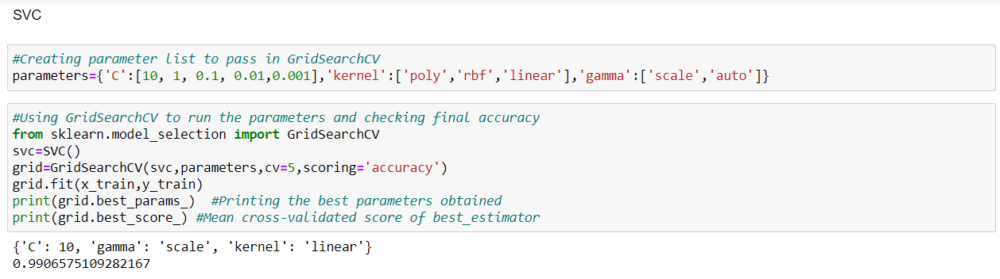 SVC
#Creating parameter list to pass in GridSearchCV
parameters={'C':[10, 1, 0.1, 0.01,0.001],'kernel':['poly','rbf','linear'],'gamma':['scale','auto']}
#Using GridSearchCV to run the parameters and checking final accuracy
from sklearn.model_selection import GridSearchCV
svc=SVC()
grid=GridSearchCV(svc,parameters,cv=5,scoring='accuracy')
grid.fit(x_train,y_train)
print(grid.best_params_)  #Printing the best parameters obtained
print(grid.best_score_) #Mean cross-validated score of best_estimator
{'C': 10, 'gamma': 'scale', 'kernel': 'linear'}
0.9906575109282167